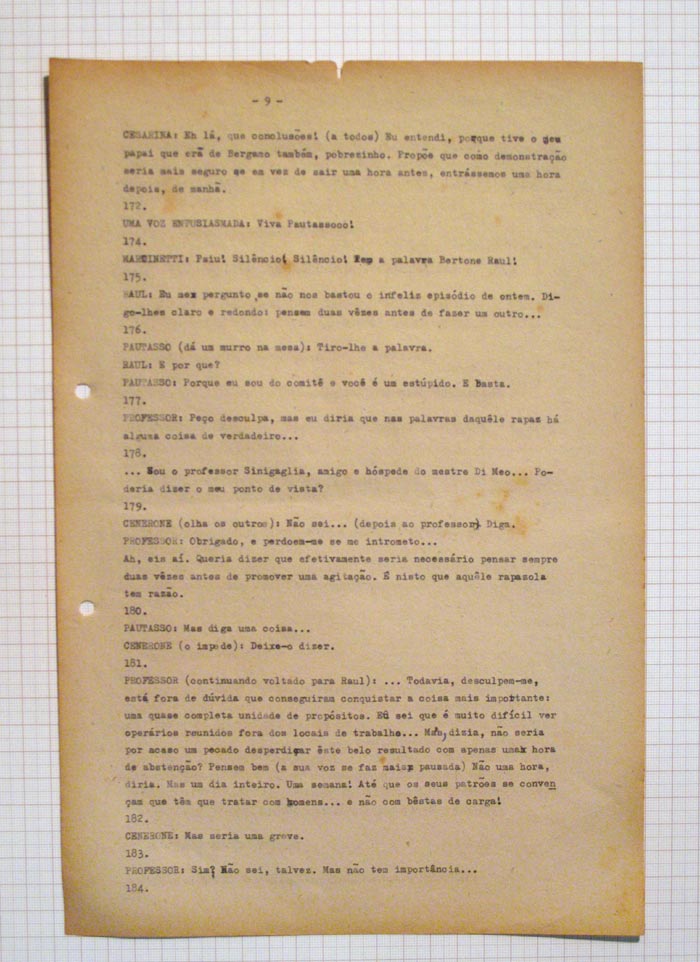 - 9 -
CESARINA: Eh lá, que conclusões! (a todos) Eu entendi, porque tive o meu
papai que erã de Bergamo também, pobrezinho. Propõe que como demonstração
seria mais seguro se em vez de sair uma hora antes, entrássemos uma hora
depois, de manhã.
172.
UMA VOZ ENTUSIASMADA: Viva Pautassooo!
174.
MARCINETTI: Psiu! Silêncio! Silêncio! Tem a palavra Bertone Raul!
175.
RAUL: Eu me pergunto se não nos bastou o infeliz episódio de ontem. Di-
go-lhes claro e redondo: pensem duas vêzes antes de fazer um outro...
176.
PAUTASSO (dá um murro na mesa): Tiro-lhe a palavra.
RAUL: E por que?
PAUTASSO: Porque eu sou do comitê e você é um estúpido. E Basta.
177.
PROFESSOR: Peço desculpa, mas eu diria que nas palavras daquêle rapaz há
alguma coisa de verdadeiro...
178.
... Sou o professor Sinigaglia, amigo e hóspede do mestre Di Meo... Po-
deria dizer o meu ponto de vista?
179.
CENERONE (olha os outros): Não sei... (depois ao professor) Diga.
PROFESSOR: Obrigado, e perdoem-me se me intrometo...
Ah, eis aí. Queria dizer que efetivamente seria necessário pensar sempre
duas vêzes antes de promover uma agitação. É nisto que aquêle rapazola
tem razão.
180.
PAUTASSO: Mas diga uma coisa...
CENERONE (o impede): Deixe-o dizer.
181.
PROFESSOR (continuando voltado para Raul): ... Todavia, desculpem-me,
está fora de dúvida que conseguiram conquistar a coisa mais importante:
uma quase completa unidade de propósitos. Eu sei que é muito difícil ver
operários reunidos fora dos locais de trabalho... Mas, dizia, não seria
por acaso um pecado desperdiçar êste belo resultado com apenas uma hora
de abstenção? Pensem bem (a sua voz se faz mais pausada) Não uma hora,
diria. Mas um dia inteiro. Uma semana! Até que os seus patrões se conven
çam que têm que tratar com homens... e não com bêstas de carga!
182.
CENERONE: Mas seria uma greve.
183.
PROFESSOR: Sim? Não sei, talvez. Mas não tem importância...
184.